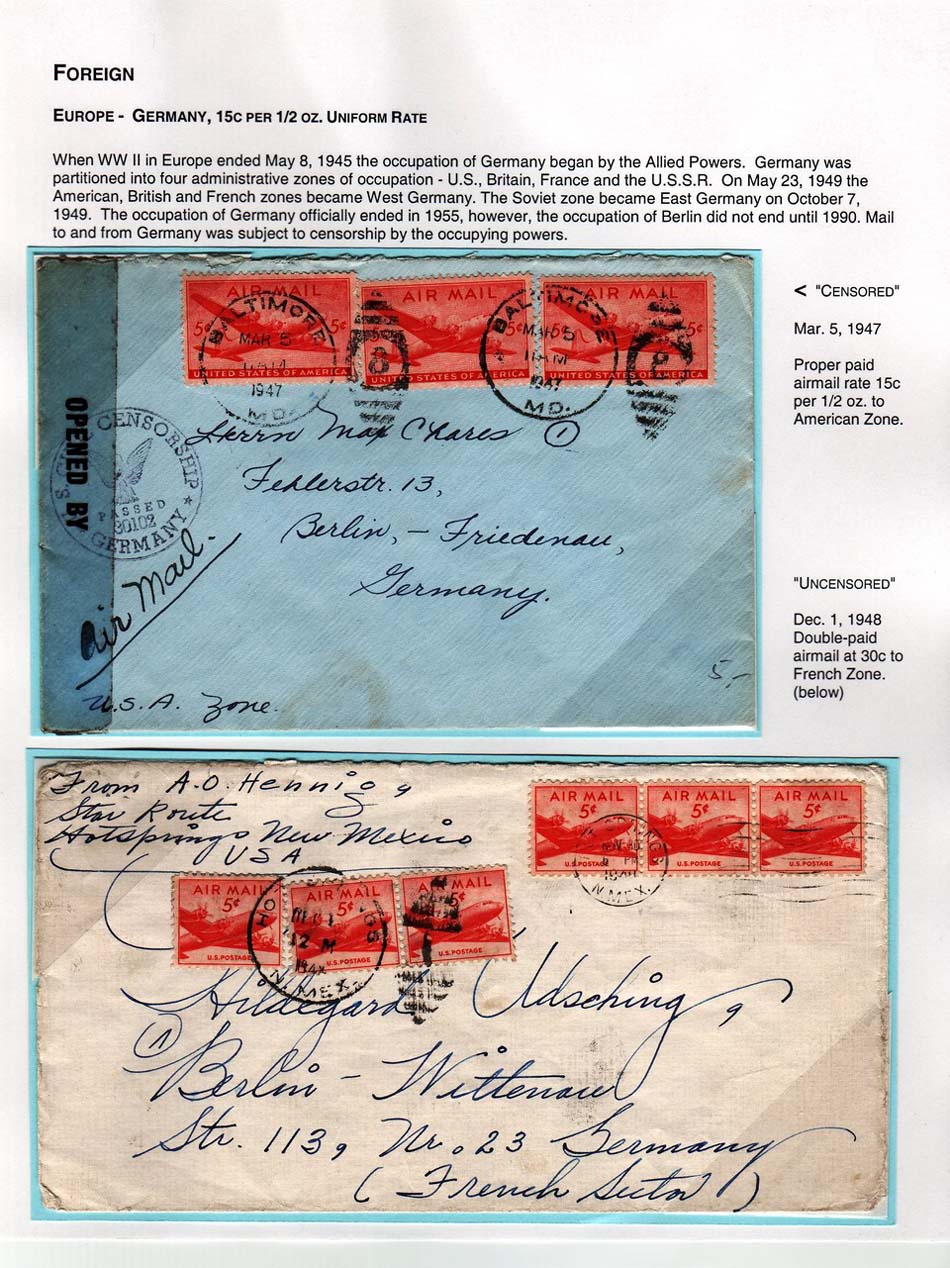 FOREIGN
EUROPE - GERMANY, 15C PER 1/2 OZ. UNIFORM RATE
When WW II in Europe ended May 8, 1945 the occupation of Germany began by the Allied Powers. Germany was
partitioned into four administrative zones of occupation - U.S., Britain, France and the U.S.S.R. On May 23, 1949 the
American, British and French zones became West Germany. The Soviet zone became East Germany on October 7,
1949. The occupation of Germany officially ended in 1955, however, the occupation of Berlin did not end until 1990. Mail
to and from Germany was subject to censorship by the occupying powers.
< "CENSORED"
Mar. 5, 1947
Proper paid
airmail rate 15c
per 1/2 oz. to
American Zone.
AIR MAIL
5¢ 5¢
UNITED STATES OF AMERICA
AIR MAIL
5¢
UNITED STATES OF AMERICA
AIR MAIL
5¢ 5¢
UNITED STATES OF AMERICA
BALTIMORE
MAR 5
1947
MD.
8
BALTIMORE
MAR 5
11 AM
1947
MD.
8
OPENED BY
CENSORSHIP
PASSED
30102
GERMANY
Herrn Max Chares 1
Fehlerstr. 13,
Berlin, - Friedenau,
Germany.
Air Mail.
U.S.A. Zone.
5,-
"UNCENSORED"
Dec. 1, 1948
Double-paid
airmail at 30c to
French Zone.
(below)
From A.O. Hennig,
Star Route
Hotsprings New Mexico
USA
AIR MAIL
5¢
U.S. POSTAGE
AIR MAIL
5¢
U.S. POSTAGE
AIR MAIL
5¢
U.S. POSTAGE
NOV 30
PM
N. MEX.
AIR MAIL
5¢
U.S. POSTAGE
AIR MAIL
5¢
U.S. POSTAGE
5¢
U.S. POSTAGE
12 M
N. MEX.
Hildegard Udsching,
1
Berlin - Wittenau
Str. 113, Nr. 23 Germany
(French Sector)